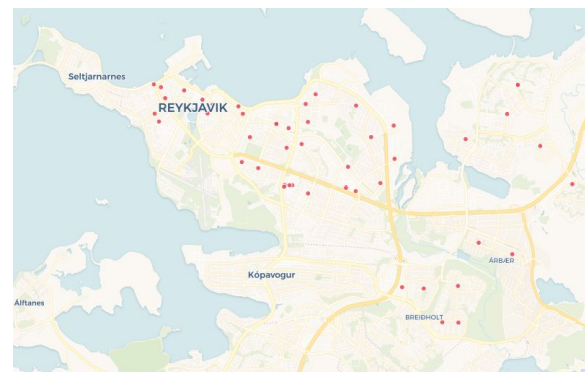 Seltjarnarnes
REYKJAVIK
Kópavogur
ÁRBÆR
Álftanes
BREIÐHOLT